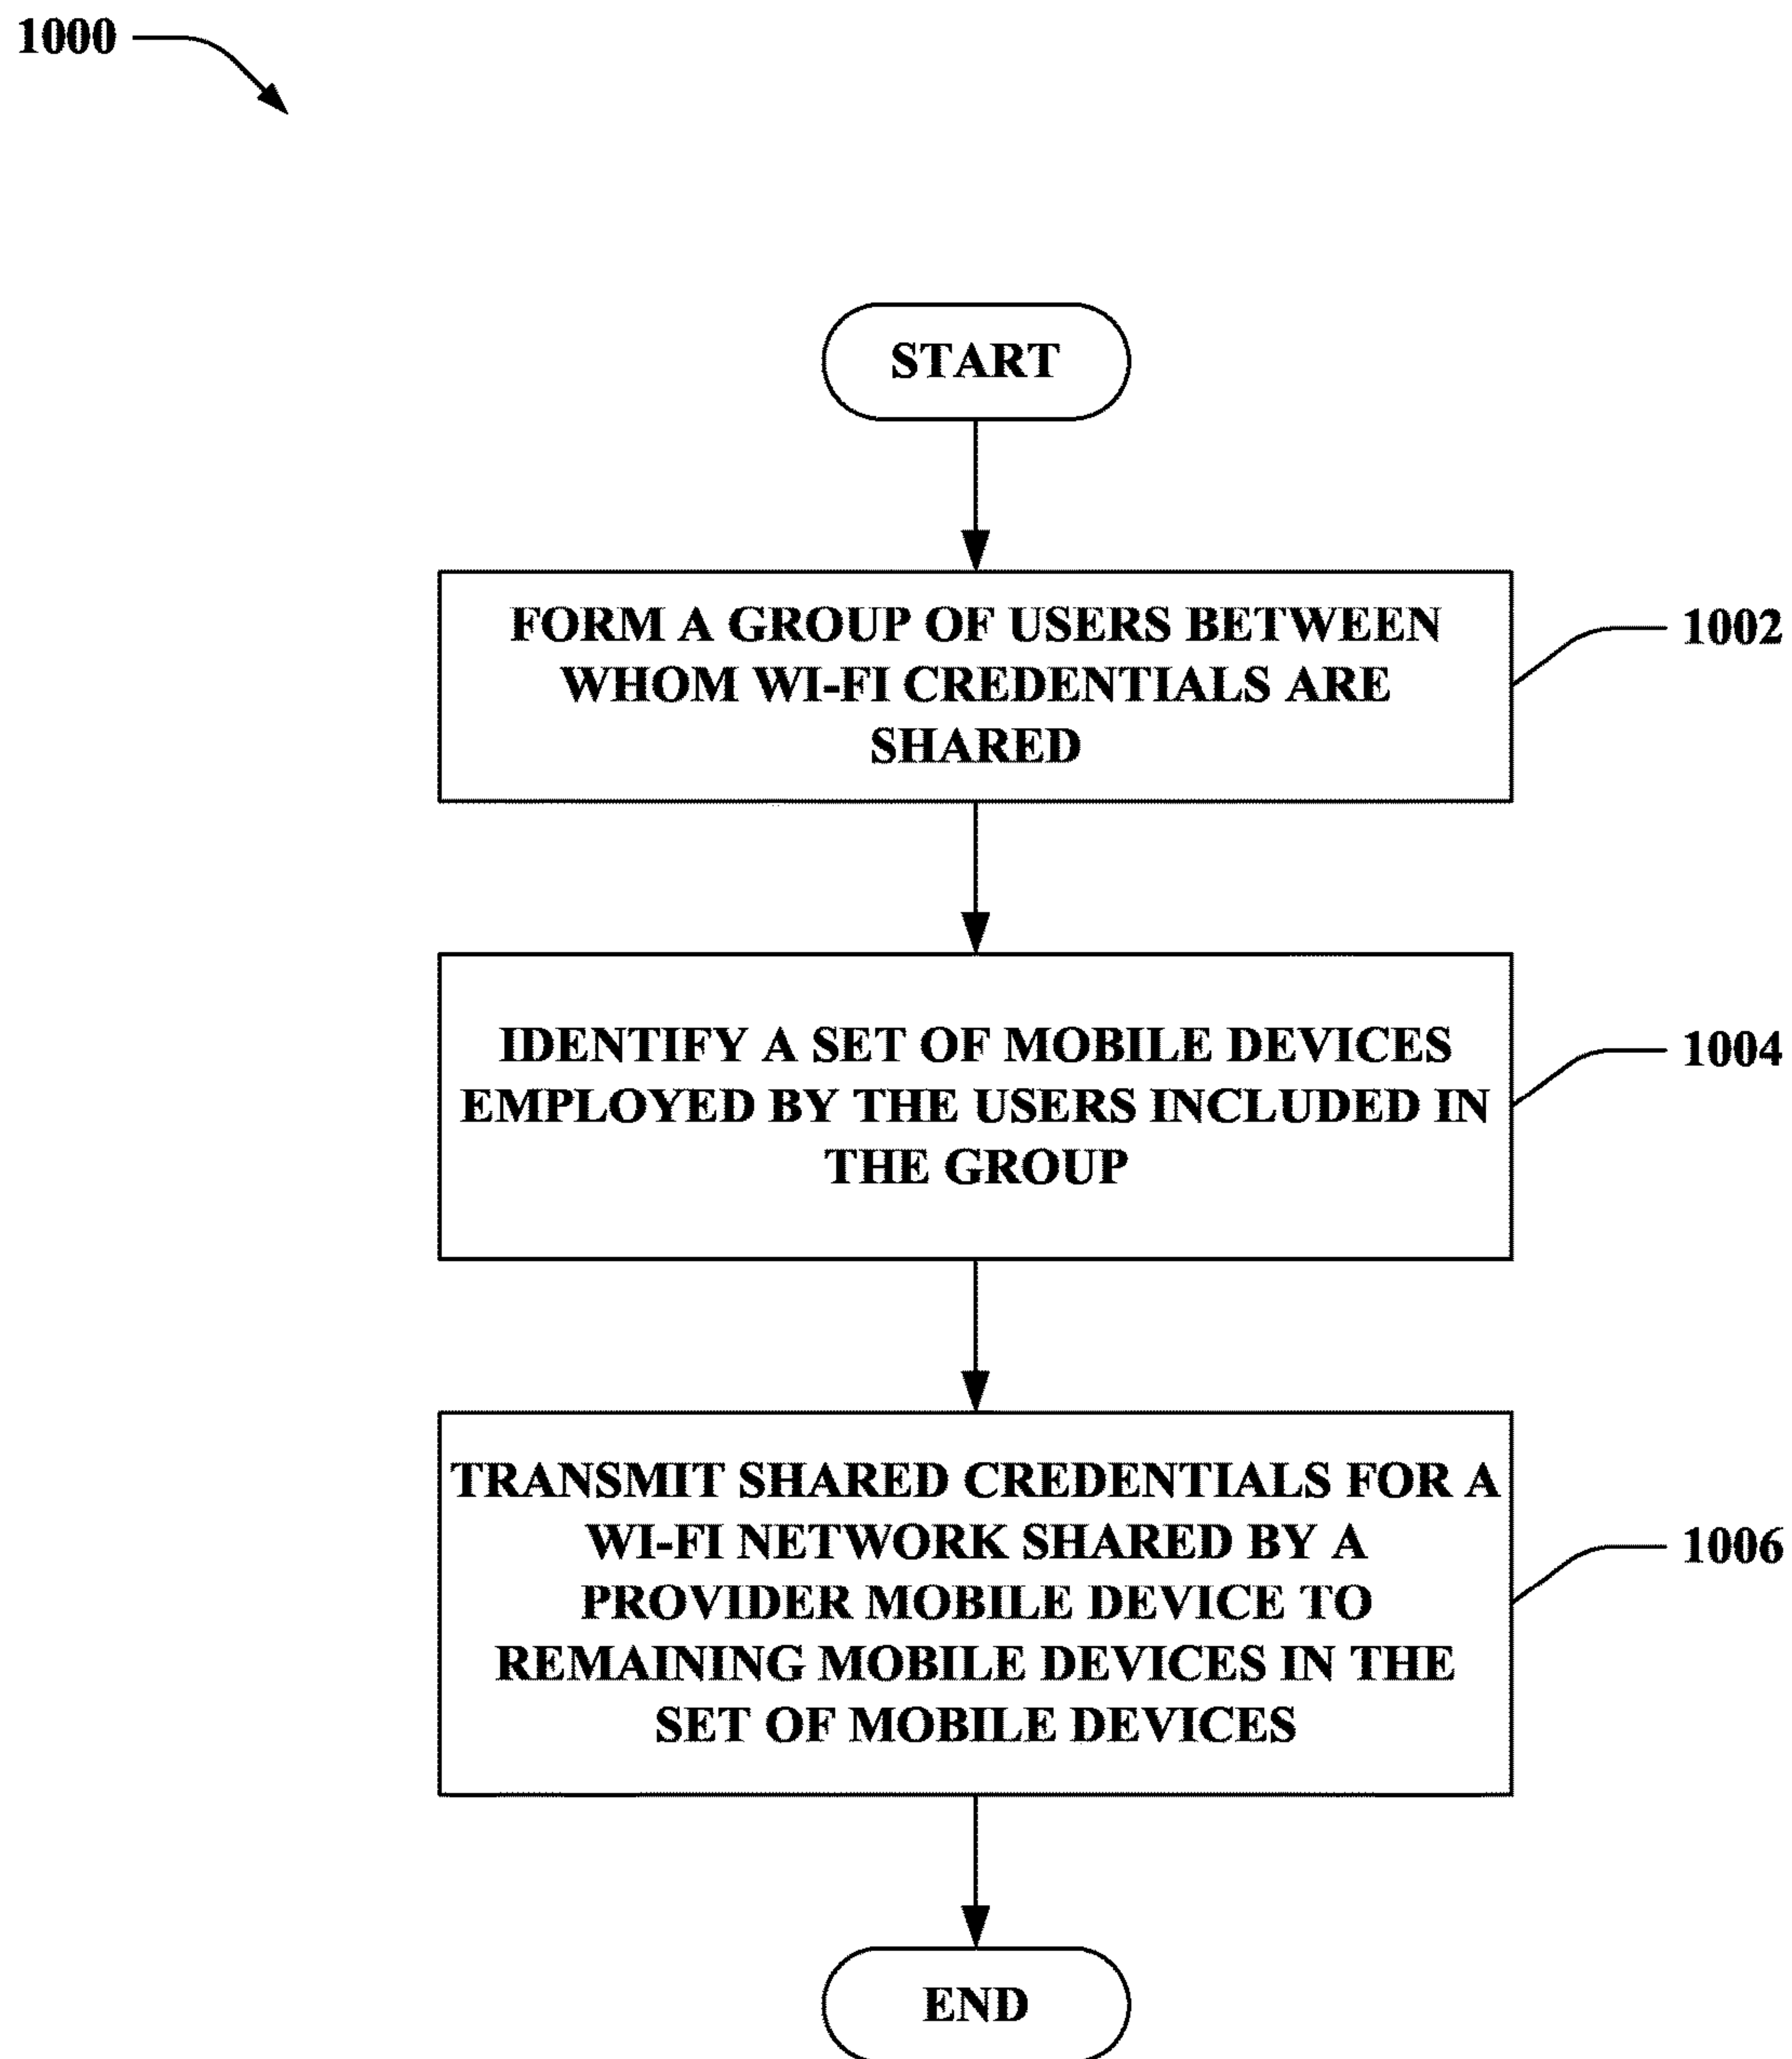 1000
START
FORM A GROUP OF USERS BETWEEN
WHOM WI-FI CREDENTIALS ARE
SHARED
1002
IDENTIFY A SET OF MOBILE DEVICES
EMPLOYED BY THE USERS INCLUDED IN
THE GROUP
1004
TRANSMIT SHARED CREDENTIALS FOR A
WI-FI NETWORK SHARED BY A
PROVIDER MOBILE DEVICE TO
REMAINING MOBILE DEVICES IN THE
SET OF MOBILE DEVICES
1006
END